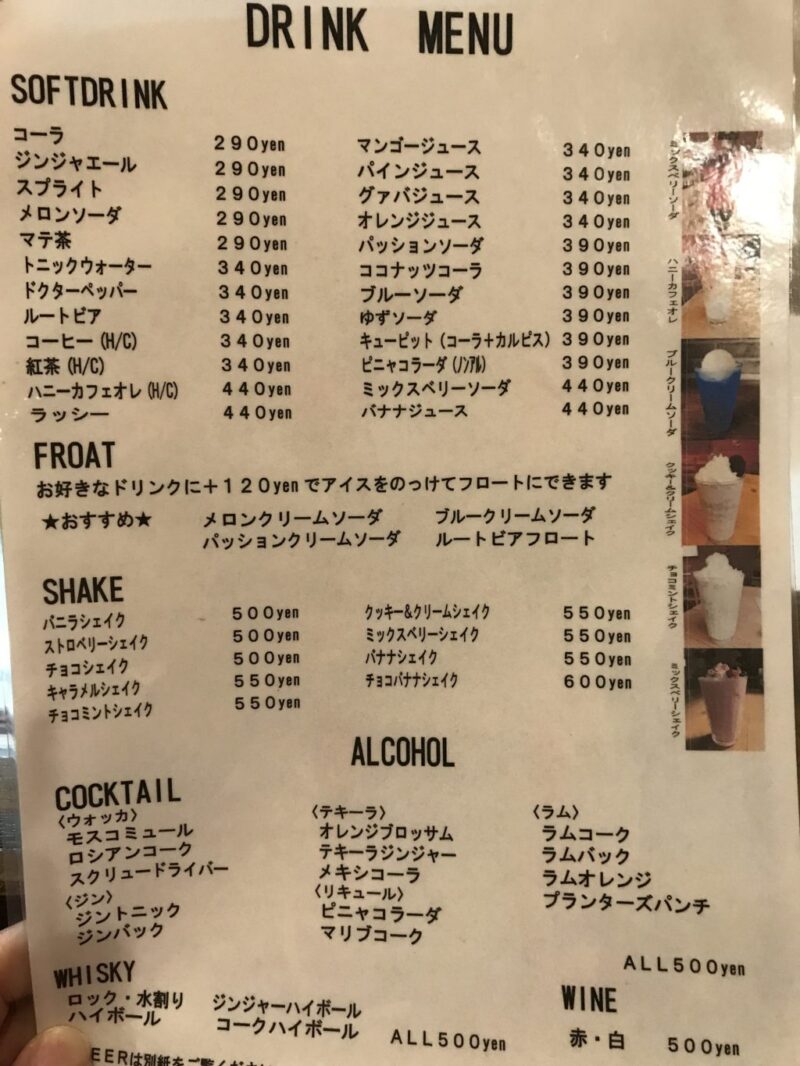 DRINK MENU
SOFTDRINK
コーラ 290yen
ジンジャエール 290yen
スプライト 290yen
メロンソーダ 290yen
マテ茶 290yen
トニックウォーター 340yen
ドクターペッパー 340yen
ルートビア 340yen
コーヒー(H/C) 340yen
紅茶(H/C) 340yen
ハニーカフェオレ(H/C) 440yen
ラッシー 440yen
マンゴージュース 340yen
パインジュース 340yen
グァバジュース 340yen
オレンジジュース 340yen
パッションソーダ 390yen
ココナッツコーラ 390yen
ブルーソーダ 390yen
ゆずソーダ 390yen
キューピット(コーラ+カルピス) 390yen
ピニャコラーダ(ノンアル) 390yen
ミックスベリーソーダ 440yen
バナナジュース 440yen
ミックスベリーソーダ
ハニーカフェオレ
ブルークリームソーダ
クッキー&クリームシェイク
チョコミントシェイク
ミックスベリーシェイク
FROAT
お好きなドリンクに+120yenでアイスをのっけてフロートにできます
★おすすめ★ メロンクリームソーダ ブルークリームソーダ
パッションクリームソーダ ルートビアフロート
SHAKE
バニラシェイク 500yen
ストロベリーシェイク 500yen
チョコシェイク 500yen
キャラメルシェイク 550yen
チョコミントシェイク 550yen
クッキー&クリームシェイク 550yen
ミックスベリーシェイク 550yen
バナナシェイク 550yen
チョコバナナシェイク 600yen
ALCOHOL
COCKTAIL
〈ウォッカ〉
モスコミュール
ロシアンコーク
スクリュードライバー
〈ジン〉
ジントニック
ジンバック
〈テキーラ〉
オレンジブロッサム
テキーラジンジャー
メキシコーラ
〈リキュール〉
ピニャコラーダ
マリブコーク
〈ラム〉
ラムコーク
ラムバック
ラムオレンジ
プランターズパンチ
ALL500yen
WHISKY
ロック・水割り ジンジャーハイボール
ハイボール コークハイボール ALL500yen
WINE
赤・白 500yen
EERは別紙をご覧ください